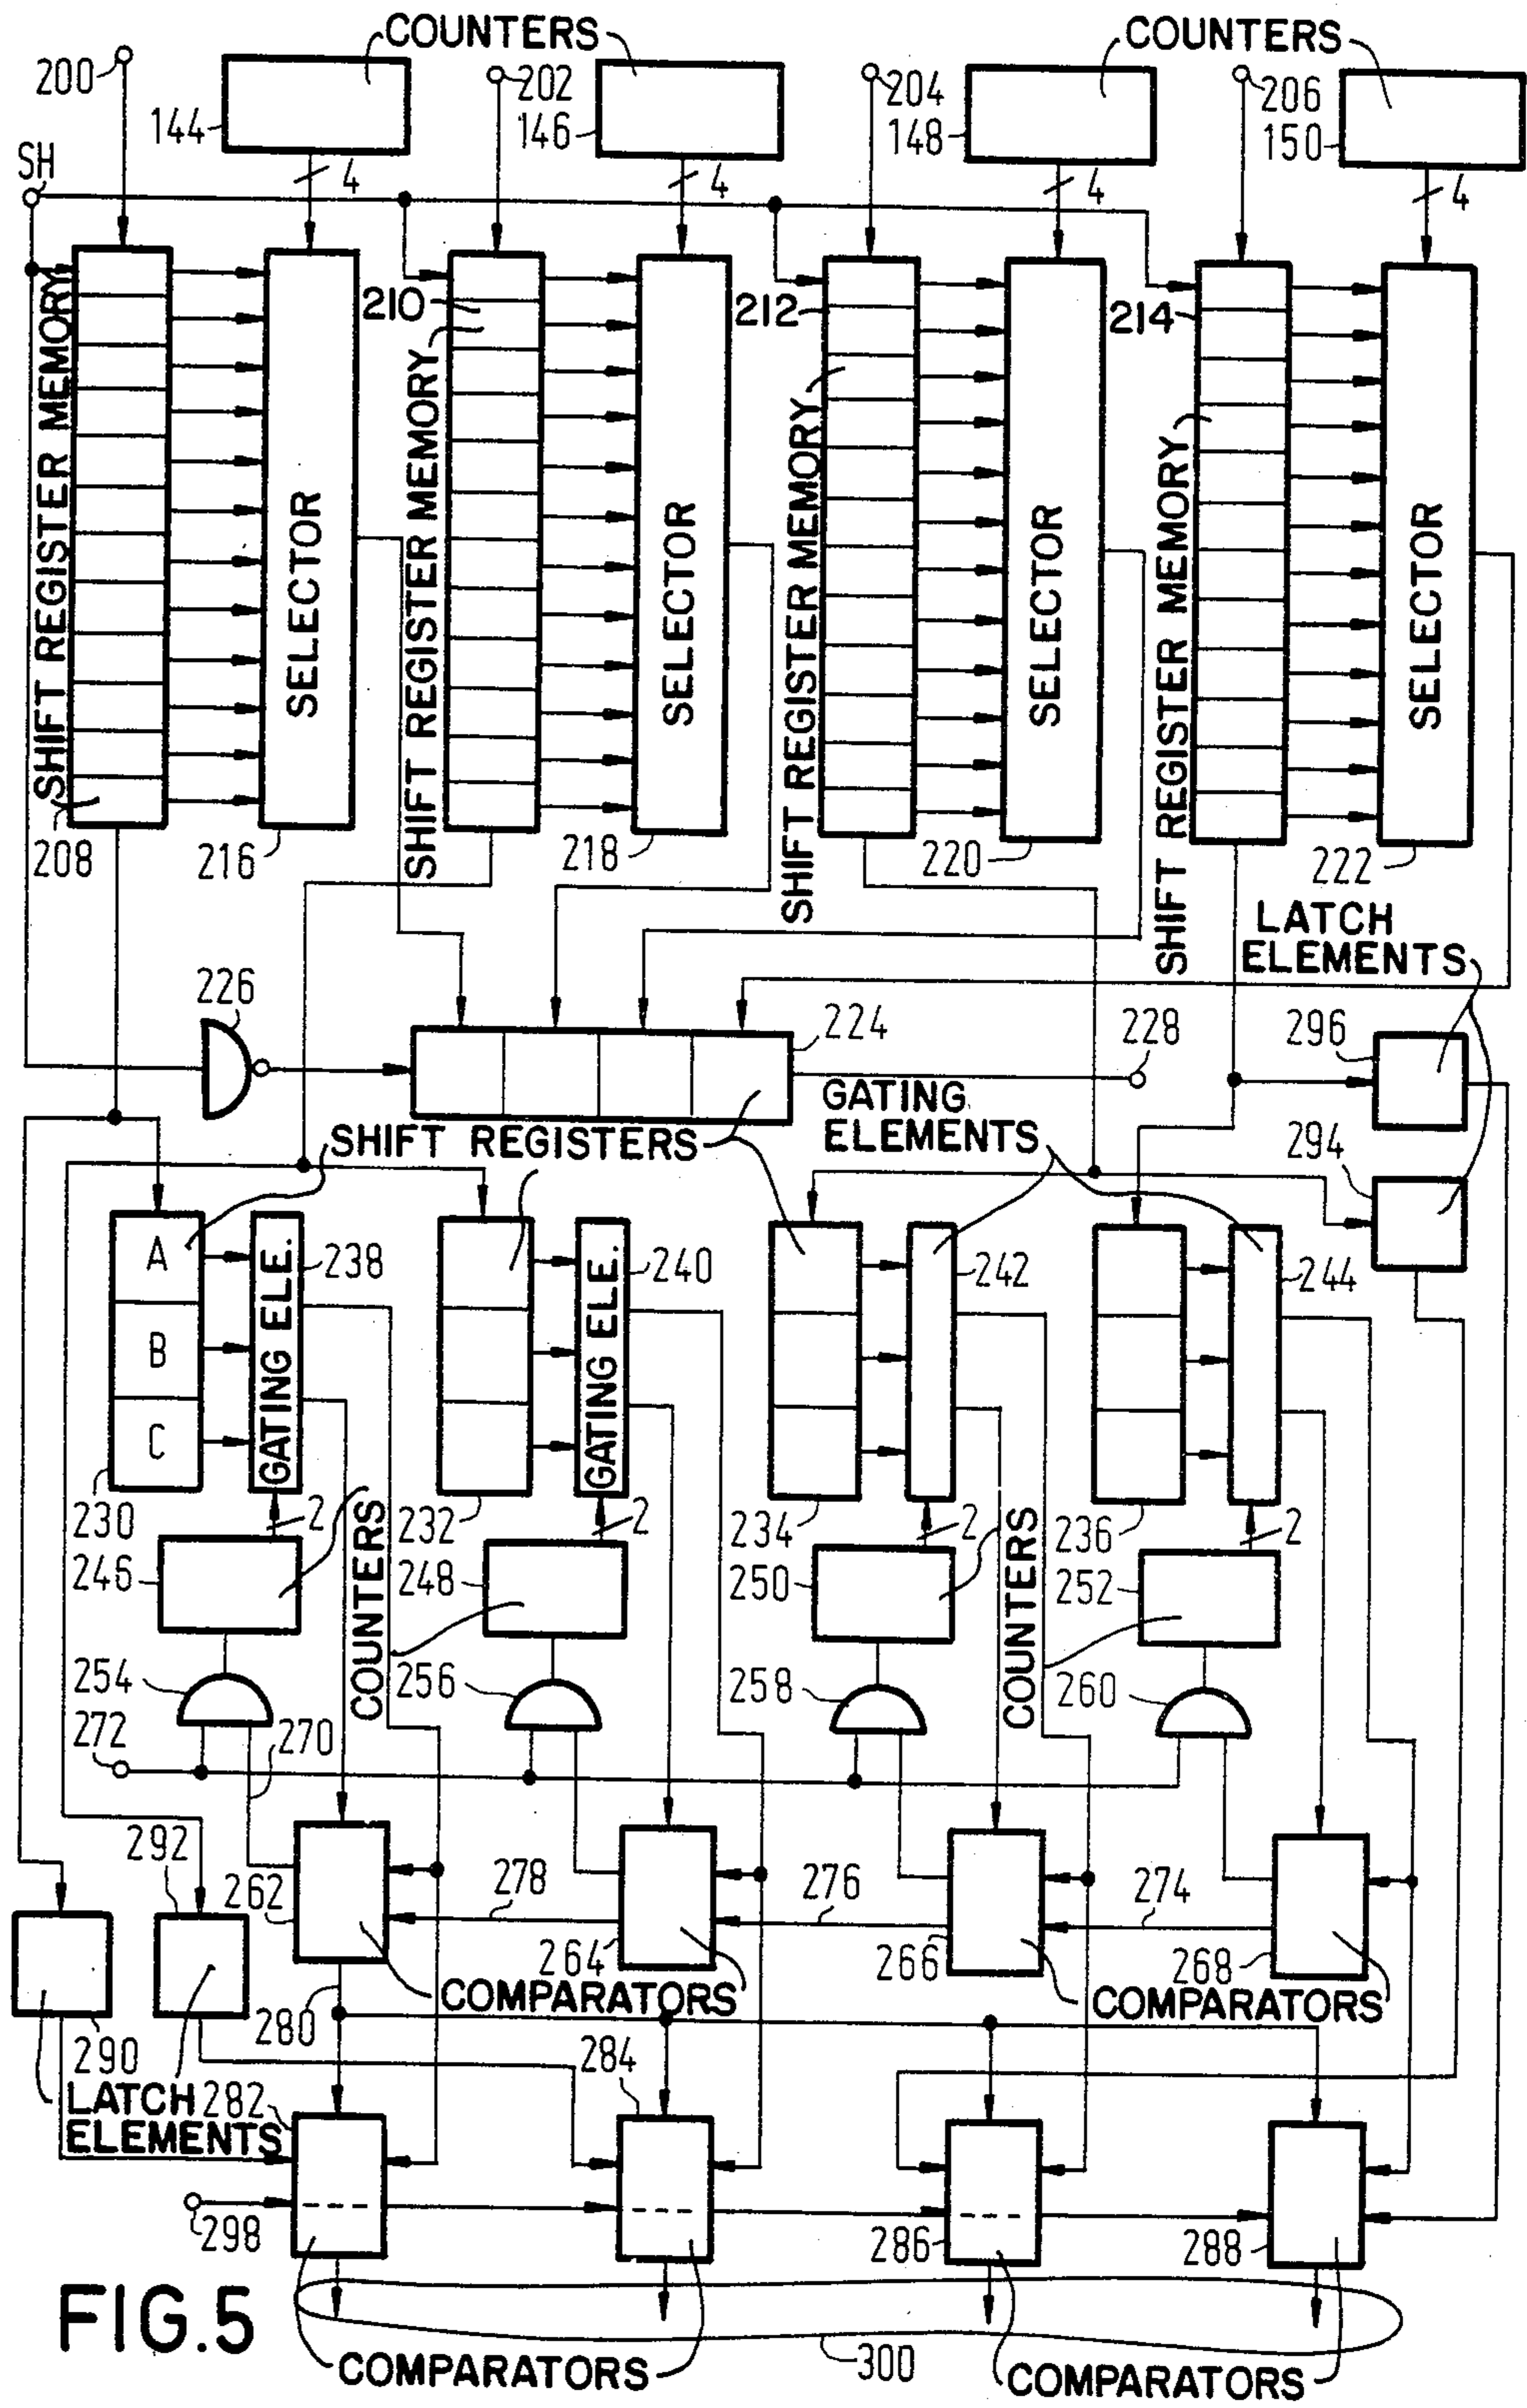 COUNTERS COUNTERS
200 202 204 206
144 146 148 150
SH 4 4 4 4
210 212 214
SHIFT REGISTER MEMORY
SELECTOR
SHIFT REGISTER MEMORY
SELECTOR
SHIFT REGISTER MEMORY
SELECTOR
SHIFT REGISTER MEMORY
SELECTOR
208 216 218 220 222
LATCH
ELEMENTS
226 224 228 296
GATING
ELEMENTS
SHIFT REGISTERS
294
A
B
C
GATING ELE.
238
GATING ELE.
240 242 244
230 232 234 236
2 2 2 2
246 248 250 252
COUNTERS
COUNTERS
254 256 258 260
272 270
292
262 278 276 274
264 266 268
COMPARATORS COMPARATORS
280
290 284
LATCH 282
ELEMENTS
298 286 288
FIG.5
300
COMPARATORS COMPARATORS